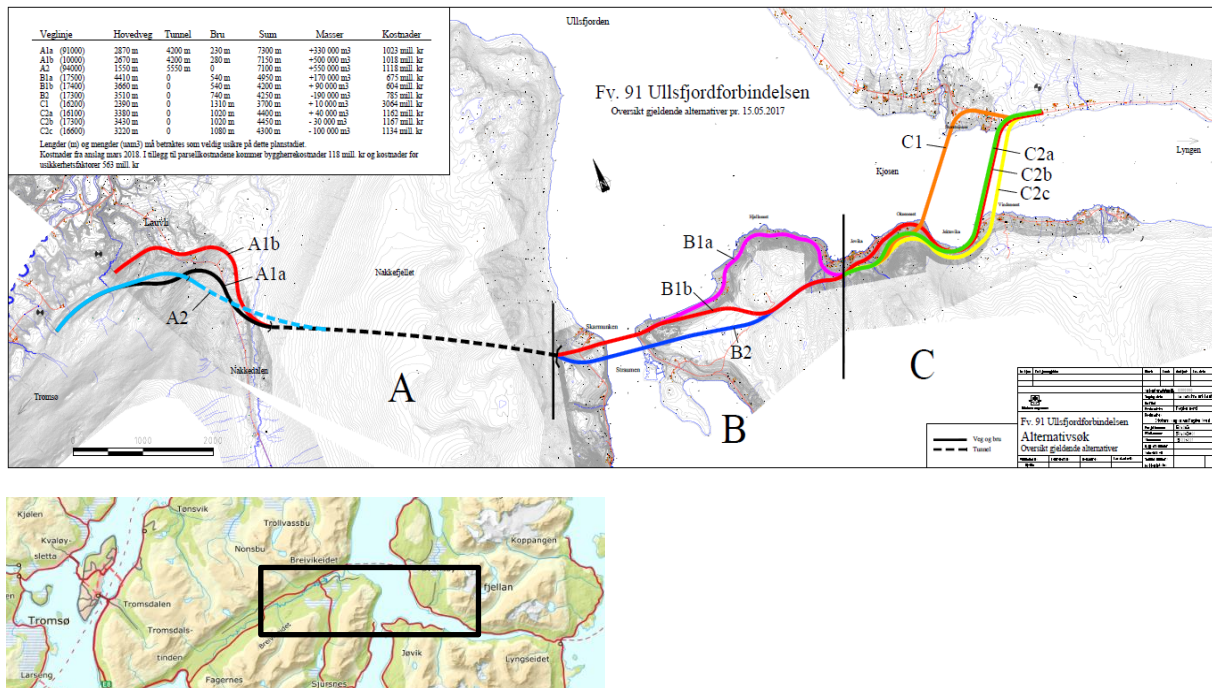 Veglinje Hovedveg Tunnel Bru Sum Masser Kostnader
A1a (91000) 2870 m 4200 m 230 m 7300 m +330 000 m3 1023 mill. kr
A1b (10000) 2670 m 4200 m 280 m 7150 m +500 000 m3 1018 mill. kr
A2 (94000) 1550 m 5550 m 0 7100 m +550 000 m3 1118 mill. kr
B1a (17500) 4410 m 0 540 m 4950 m +170 000 m3 675 mill. kr
B1b (17400) 3660 m 0 540 m 4200 m + 90 000 m3 604 mill. kr
B2 (17300) 3510 m 0 740 m 4250 m -190 000 m3 785 mill. kr
C1 (16200) 2390 m 0 1310 m 3700 m + 10 000 m3 3064 mill. kr
C2a (16100) 3380 m 0 1020 m 4400 m + 40 000 m3 1162 mill. kr
C2b (17300) 3430 m 0 1020 m 4450 m - 30 000 m3 1167 mill. kr
C2c (16600) 3220 m 0 1080 m 4300 m - 100 000 m3 1134 mill. kr
Lengder (m) og mengder (uam3) må betraktes som veldig usikre på dette planstadiet.
Kostnader fra anslag mars 2018. I tillegg til parsellkostnadene kommer byggherrekostnader 118 mill. kr og kostnader for
usikkerhetsfaktorer 563 mill. kr
Ullsfjorden
Fv. 91 Ullsfjordforbindelsen
Oversikt gjeldende alternativer pr. 15.05.2017
C1
Kjosen
Lyngen
C2a
C2b
C2c
Lauvli
A1b
A1a
A2
Nakkefjellet
Nakkedalen
Tromsø
A
B1a
B1b
B2
Skarmunken
Straumen
B
C
0 1000 2000
Veg og bru
Tunnel
Fv. 91 Ullsfjordforbindelsen
Alternativsøk
Oversikt gjeldende alternativer
Kjøleri
Tønsvik
Trollvassbu
Kvaløysletta
Nonsbu
Breivikeidet
Koppangen
fjellan
Tromsdalen
Tromsø
Tromsdalstinden
Breivikeidet
Jøvik
Lyngseidet
Larseng
E8
Fagernes
Sjursnes